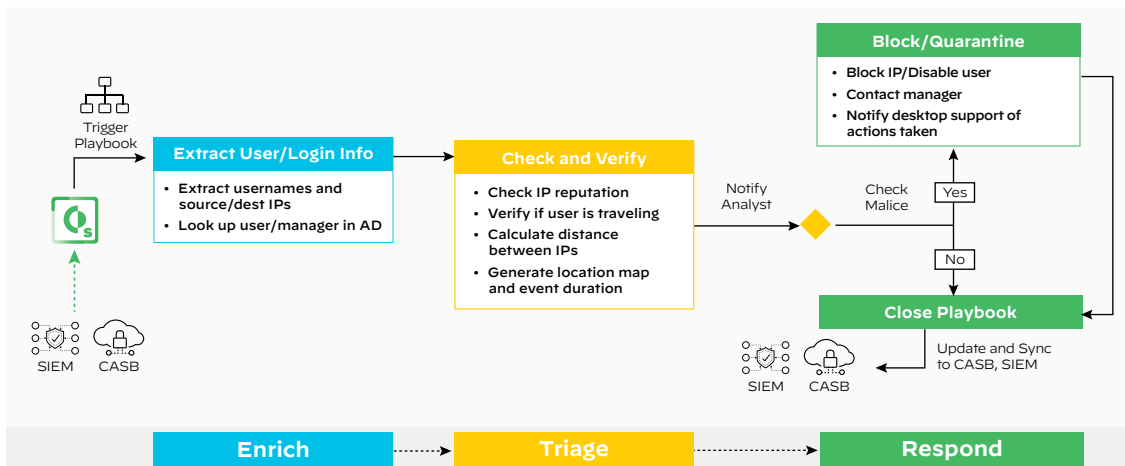 Trigger
Playbook
S
SIEM
CASB
Extract User/Login Info
• Extract usernames and
source/dest IPs
• Look up user/manager in AD
Check and Verify
• Check IP reputation
• Verify if user is traveling
• Calculate distance
between IPs
• Generate location map
and event duration
Notify
Analyst
Check
Malice
Yes
No
Block/Quarantine
• Block IP/Disable user
• Contact manager
• Notify desktop support of
actions taken
Close Playbook
Update and Sync
to CASB, SIEM
SIEM
CASB
Enrich
Triage
Respond